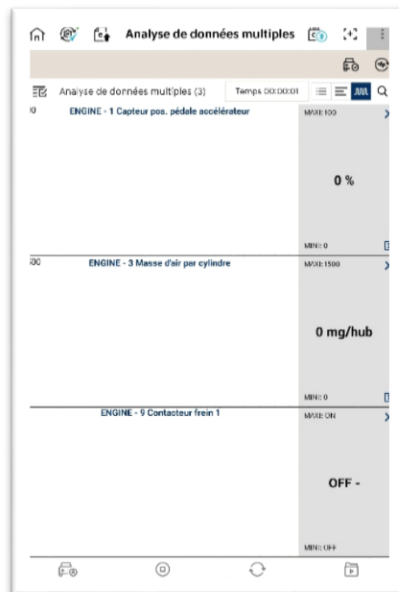 Analyse de données multiples
Analyse de données multiples (3)
Temps 00:00:01
ENGINE - 1 Capteur pos. pédale accélérateur
MAXI: 100
0 %
MINI: 0
ENGINE - 3 Masse d'air par cylindre
MAXI: 1500
0 mg/hub
MINI: 0
ENGINE - 9 Contacteur frein 1
MAXI: ON
OFF -
MINI: OFF